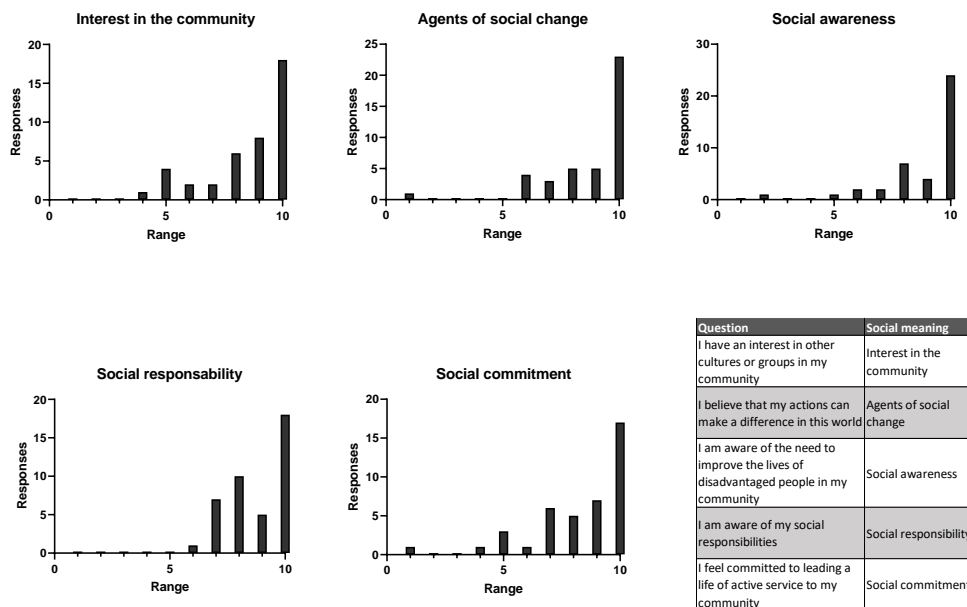 Interest in the community
20
15
10
5
0
0
5
10
Responses
Range
Agents of social change
25
20
15
10
5
0
0
5
10
Responses
Range
Social awareness
30
20
10
0
0
5
10
Responses
Range
Social responsability
20
15
10
5
0
0
5
10
Responses
Range
Social commitment
20
15
10
5
0
0
5
10
Responses
Range
Question Social meaning
I have an interest in other
cultures or groups in my
community
Interest in the
community
I believe that my actions can
make a difference in this world
Agents of social
change
I am aware of the need to
improve the lives of
disadvantaged people in my
community
Social awareness
I am aware of my social
responsibilities
Social responsibility
I feel committed to leading a
life of active service to my
community
Social commitment